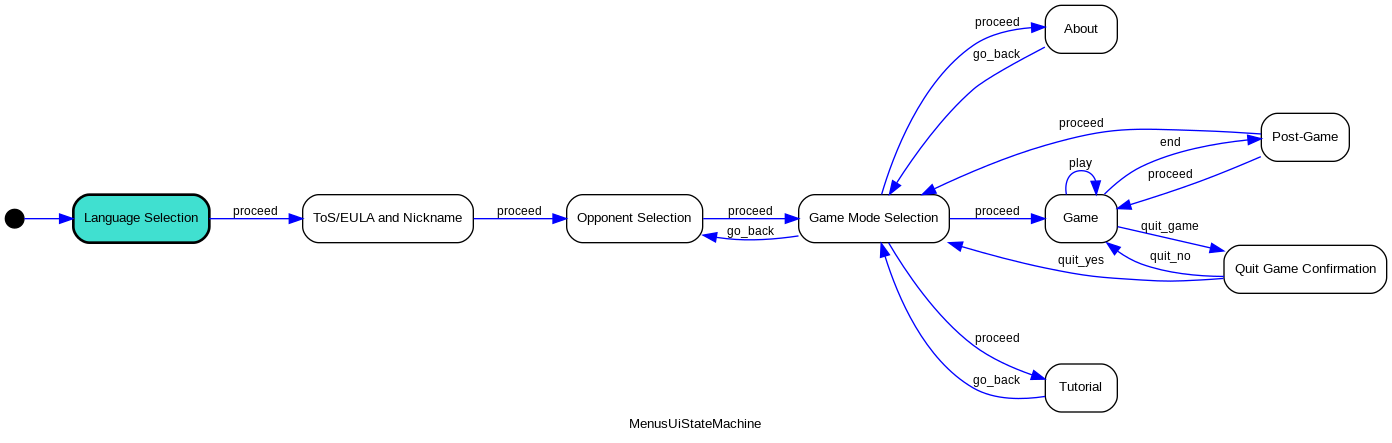 proceed
About
go_back
proceed
Post-Game
end
play
proceed
Language Selection
proceed
ToS/EULA and Nickname
proceed
Opponent Selection
proceed
go_back
Game Mode Selection
proceed
Game
quit_game
quit_no
quit_yes
Quit Game Confirmation
proceed
go_back
Tutorial
MenusUiStateMachine